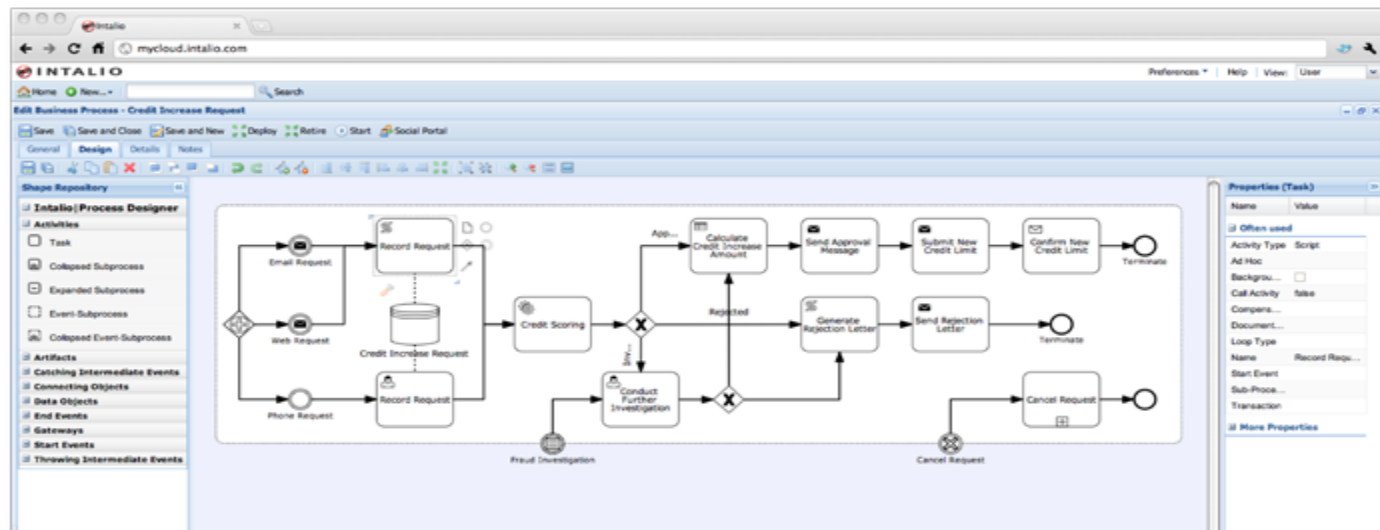 Intalio
mycloud.intalio.com
INTALIO
Preferences
Help
View:
User
Home
New...
Search
Edit Business Process - Credit Increase Request
Save
Save and Close
Save and New
Deploy
Retire
Start
Social Portal
General
Design
Details
Notes
Shape Repository
Intalio|Process Designer
Activities
Task
Collapsed Subprocess
Expanded Subprocess
Event-Subprocess
Collapsed Event-Subprocess
Artifacts
Catching Intermediate Events
Connecting Objects
Data Objects
End Events
Gateways
Start Events
Throwing Intermediate Events
Email Request
Record Request
Web Request
Credit Increase Request
Phone Request
Record Request
Credit Scoring
App...
Inv...
Rejected
Calculate
Credit Increase
Amount
Send Approval
Message
Submit New
Credit Limit
Confirm New
Credit Limit
Terminate
Generate
Rejection Letter
Send Rejection
Letter
Terminate
Conduct
Further
Investigation
Cancel Request
Fraud Investigation
Cancel Request
Properties (Task)
Name Value
Often used
Activity Type Script
Ad Hoc
Backgrou...
Call Activity false
Compens...
Document...
Loop Type
Name Record Requ...
Start Event
Sub-Proce...
Transaction
More Properties